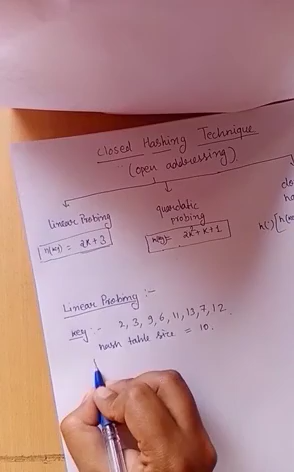 Closed Hashing Technique
(open addressing)
linear Probing
h(key) = 2k+3
quardatic
probing
h(key)= 2k²+k+1
Linear Probing :-
key :- 2, 3, 9, 6, 11, 13, 7, 12.
hash table size = 10.